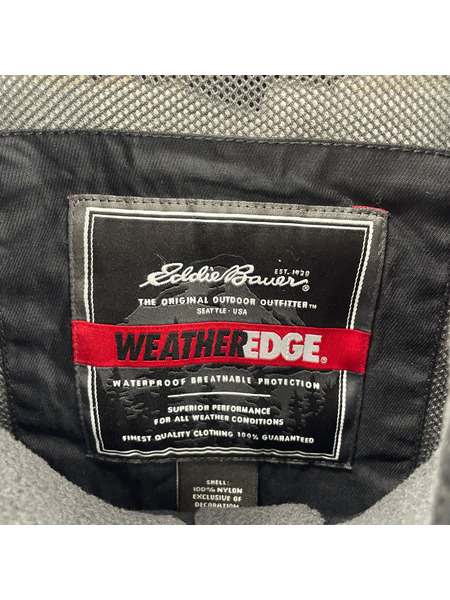 EST. 1920
Eddie Bauer®
THE ORIGINAL OUTDOOR OUTFITTER™
SEATTLE · USA
WEATHEREDGE®
WATERPROOF BREATHABLE PROTECTION
SUPERIOR PERFORMANCE
FOR ALL WEATHER CONDITIONS
FINEST QUALITY CLOTHING 100% GUARANTEED
SHELL:
100% NYLON
EXCLUSIVE OF
DECORATION